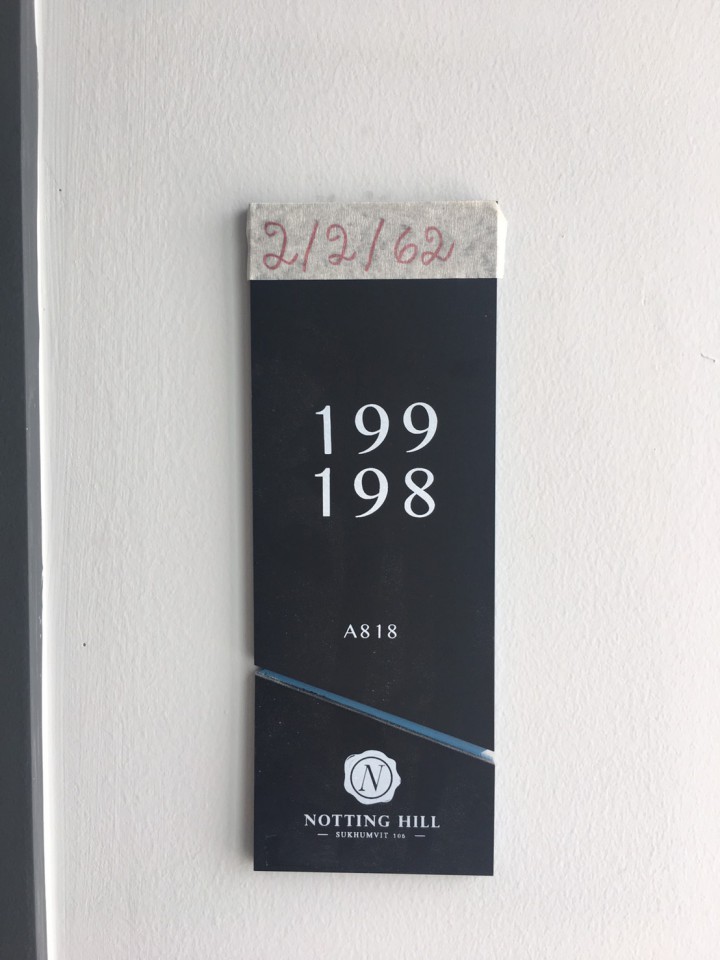 2/2/62
199
198
A818
N
NOTTING HILL
SUKHUMVIT 105